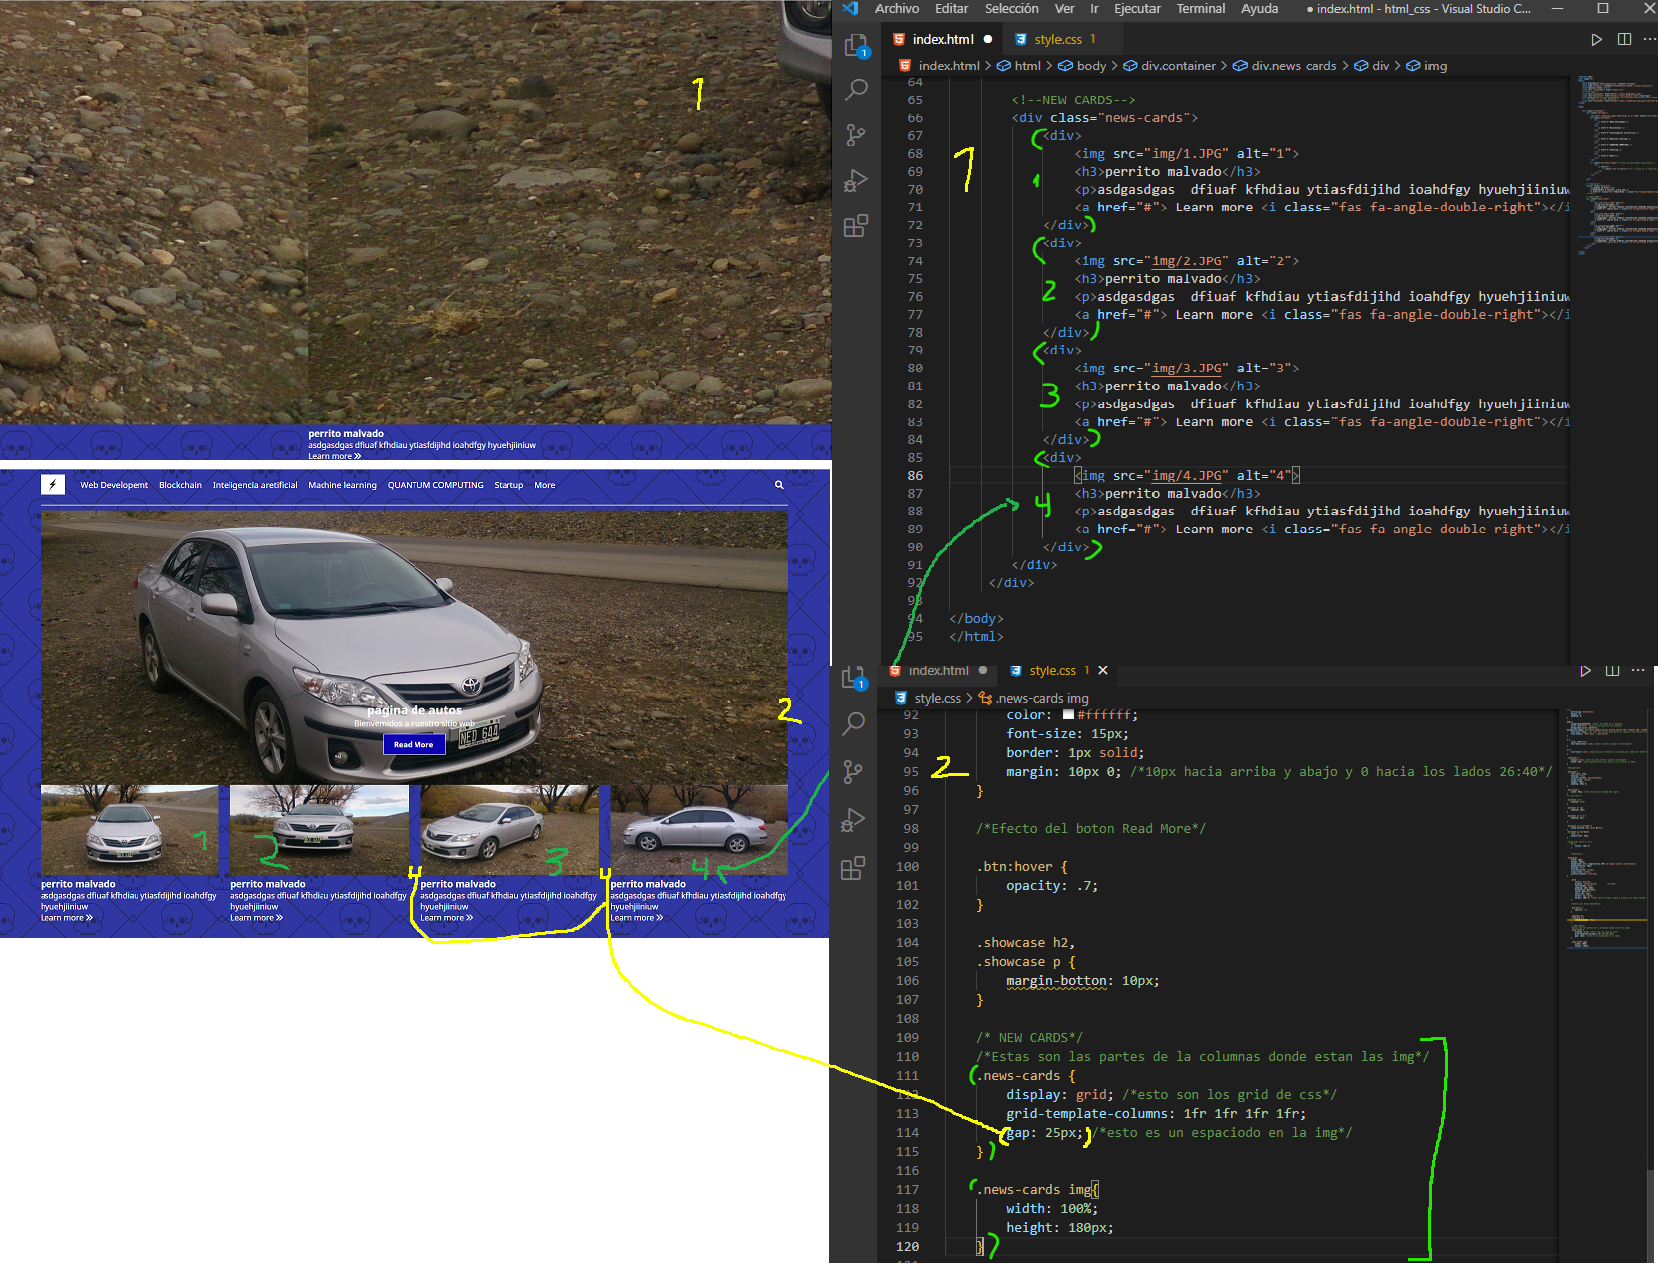 1
perrito malvado
asdgasdgas dfiuaf kfhdiau ytiasfdijihd ioahdfgy hyuehjiiniuw
Learn more
Web Developemt Blockchain Inteligencia aretificial Machine learning QUANTUM COMPUTING Startup More
pagina de autos
Bienvemidos a nuestro sitio web
Read More
NED 644
2
1
2
3
4
perrito malvado
asdgasdgas dfiuaf kfhdiau ytiasfdijihd ioahdfgy
hyuehjiiniuw
Learn more
perrito malvado
asdgasdgas dfiuaf kfhdiau ytiasfdijihd ioahdfgy
hyuehjiiniuw
Learn more
perrito malvado
asdgasdgas dfiuaf kfhdiau ytiasfdijihd ioahdfgy
hyuehjiiniuw
Learn more
perrito malvado
asdgasdgas dfiuaf kfhdiau ytiasfdijihd ioahdfgy
hyuehjiiniuw
Learn more
Archivo Editar Selección Ver Ir Ejecutar Terminal Ayuda ● index.html - html_css - Visual Studio C...
index.html ● style.css 1
index.html > html > body > div.container > div.news cards > div > img
64
65 <!--NEW CARDS-->
66 <div class="news-cards">
67 <div>
68 <img src="img/1.JPG" alt="1">
69 <h3>perrito malvado</h3>
70 <p>asdgasdgas dfiuaf kfhdiau ytiasfdijihd ioahdfgy hyuehjiiniuw
71 <a href="#"> Learn more <i class="fas fa-angle-double-right"></i
72 </div>
73 <div>
74 <img src="img/2.JPG" alt="2">
75 <h3>perrito malvado</h3>
76 <p>asdgasdgas dfiuaf kfhdiau ytiasfdijihd ioahdfgy hyuehjiiniuw
77 <a href="#"> Learn more <i class="fas fa-angle-double-right"></i
78 </div>
79 <div>
80 <img src="img/3.JPG" alt="3">
81 <h3>perrito malvado</h3>
82 <p>asdgasdgas dfiuaf kfhdiau ytiasfdijihd ioahdfgy hyuehjiiniuw
83 <a href="#"> Learn more <i class="fas fa-angle-double-right"></i
84 </div>
85 <div>
86 <img src="img/4.JPG" alt="4">
87 <h3>perrito malvado</h3>
88 <p>asdgasdgas dfiuaf kfhdiau ytiasfdijihd ioahdfgy hyuehjiiniuw
89 <a href="#"> Learn more <i class="fas fa angle double right"></i
90 </div>
91 </div>
92 </div>
93
94 </body>
95 </html>
1
1
2
3
4
index.html ● style.css 1 ×
style.css > .news-cards img
92 color: #ffffff;
93 font-size: 15px;
94 border: 1px solid;
95 margin: 10px 0; /*10px hacia arriba y abajo y 0 hacia los lados 26:40*/
96 }
97
98 /*Efecto del boton Read More*/
99
100 .btn:hover {
101 opacity: .7;
102 }
103
104 .showcase h2,
105 .showcase p {
106 margin-botton: 10px;
107 }
108
109 /* NEW CARDS*/
110 /*Estas son las partes de la columnas donde estan las img*/
111 .news-cards {
112 display: grid; /*esto son los grid de css*/
113 grid-template-columns: 1fr 1fr 1fr 1fr;
114 gap: 25px; /*esto es un espaciodo en la img*/
115 }
116
117 .news-cards img{
118 width: 100%;
119 height: 180px;
120 }
2